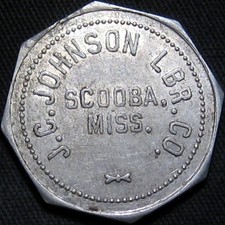 J.C. JOHNSON LBR. CO.
SCOOBA,
MISS.